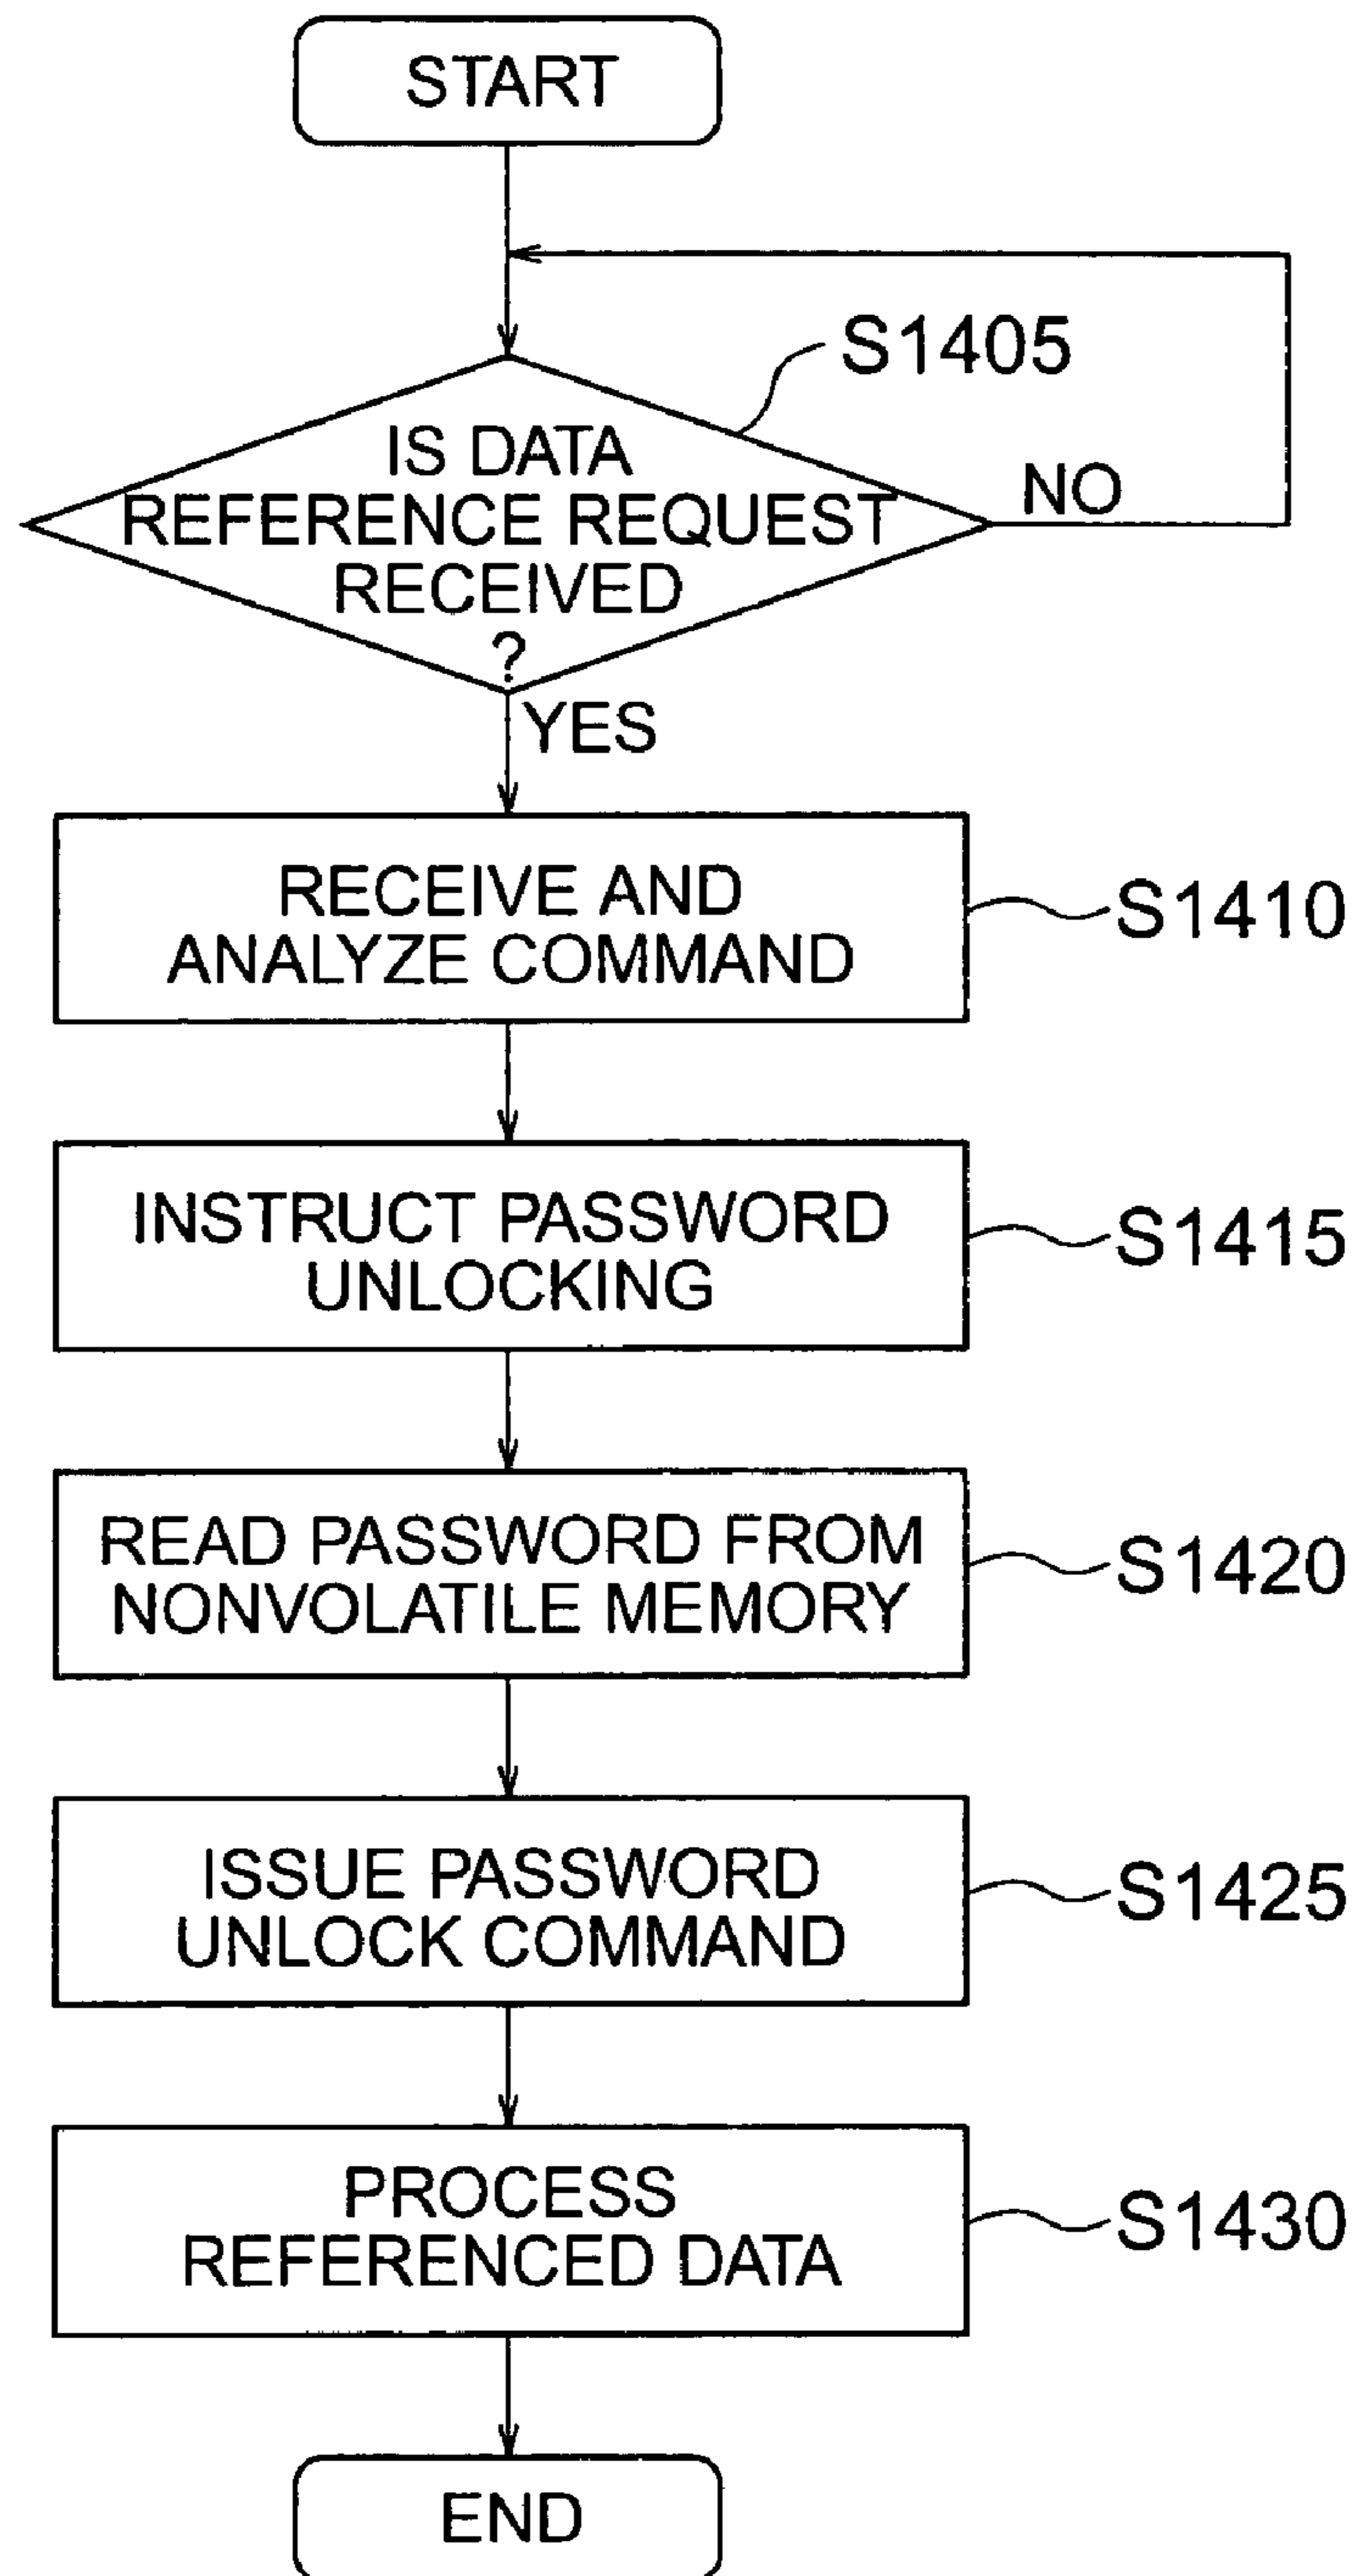 START
S1405
IS DATA
REFERENCE REQUEST
RECEIVED
?
NO
YES
RECEIVE AND
ANALYZE COMMAND
S1410
INSTRUCT PASSWORD
UNLOCKING
S1415
READ PASSWORD FROM
NONVOLATILE MEMORY
S1420
ISSUE PASSWORD
UNLOCK COMMAND
S1425
PROCESS
REFERENCED DATA
S1430
END